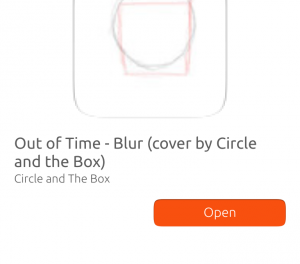 Out of Time - Blur (cover by Circle
and the Box)
Circle and The Box
Open